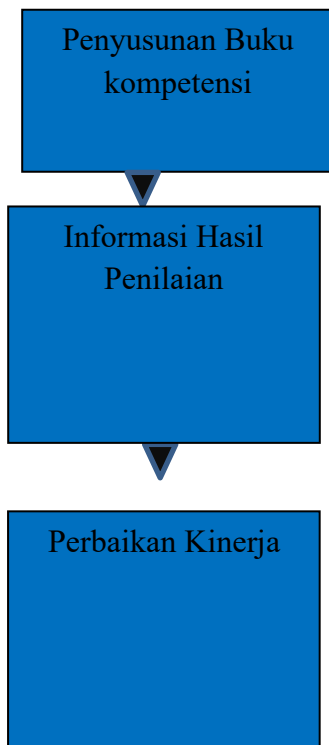 Penyusunan Buku
kompetensi
Informasi Hasil
Penilaian
Perbaikan Kinerja